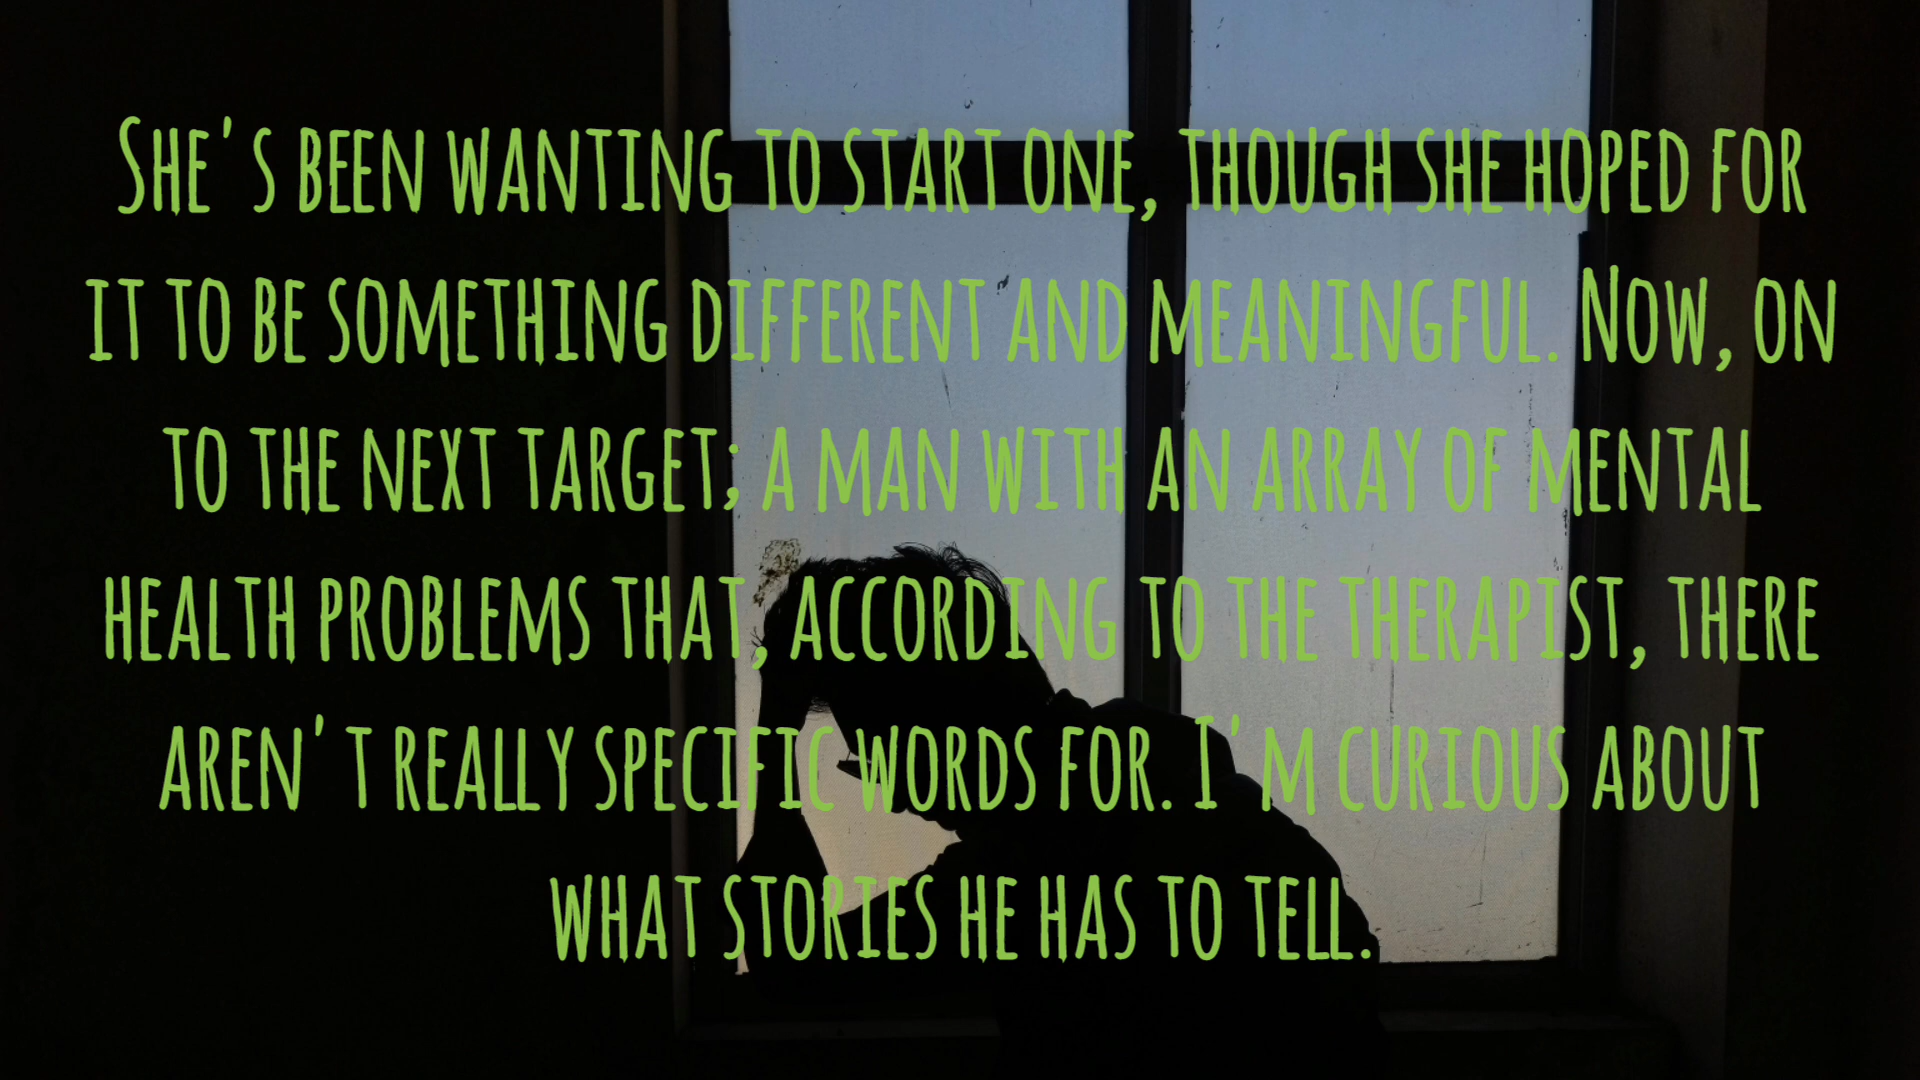 She's been wanting to start one, though she hoped for
it to be something different and meaningful. Now, on
to the next target; a man with an array of mental
health problems that, according to the therapist, there
aren't really specific words for. I'm curious about
what stories he has to tell.